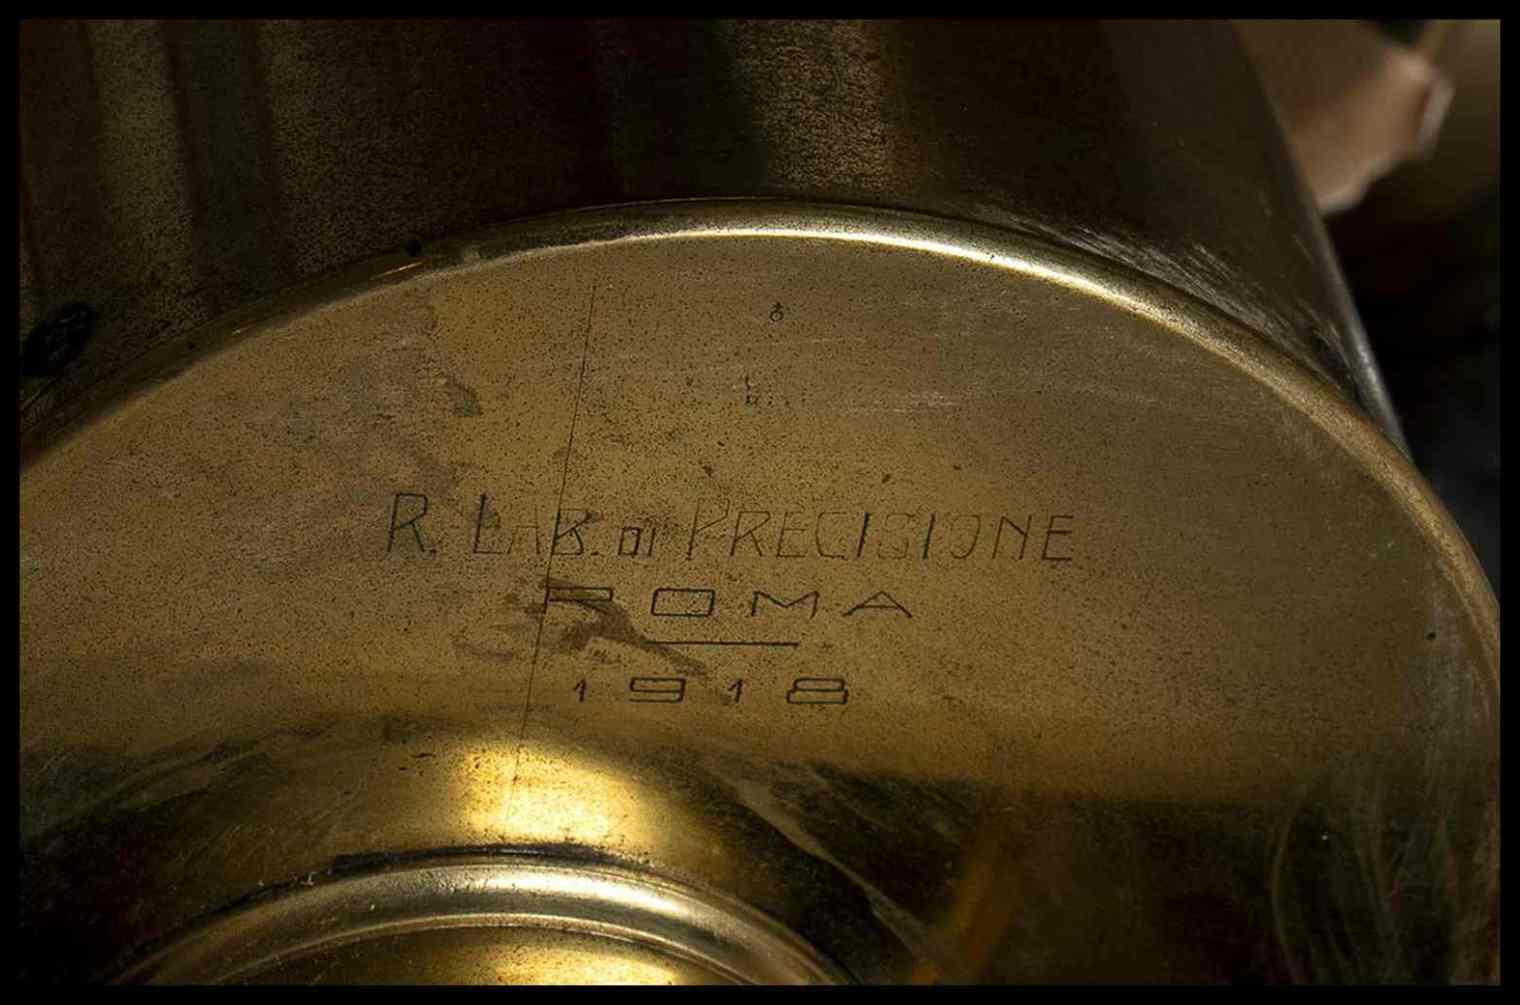 R. LAB. DI PRECISIONE
ROMA
1918